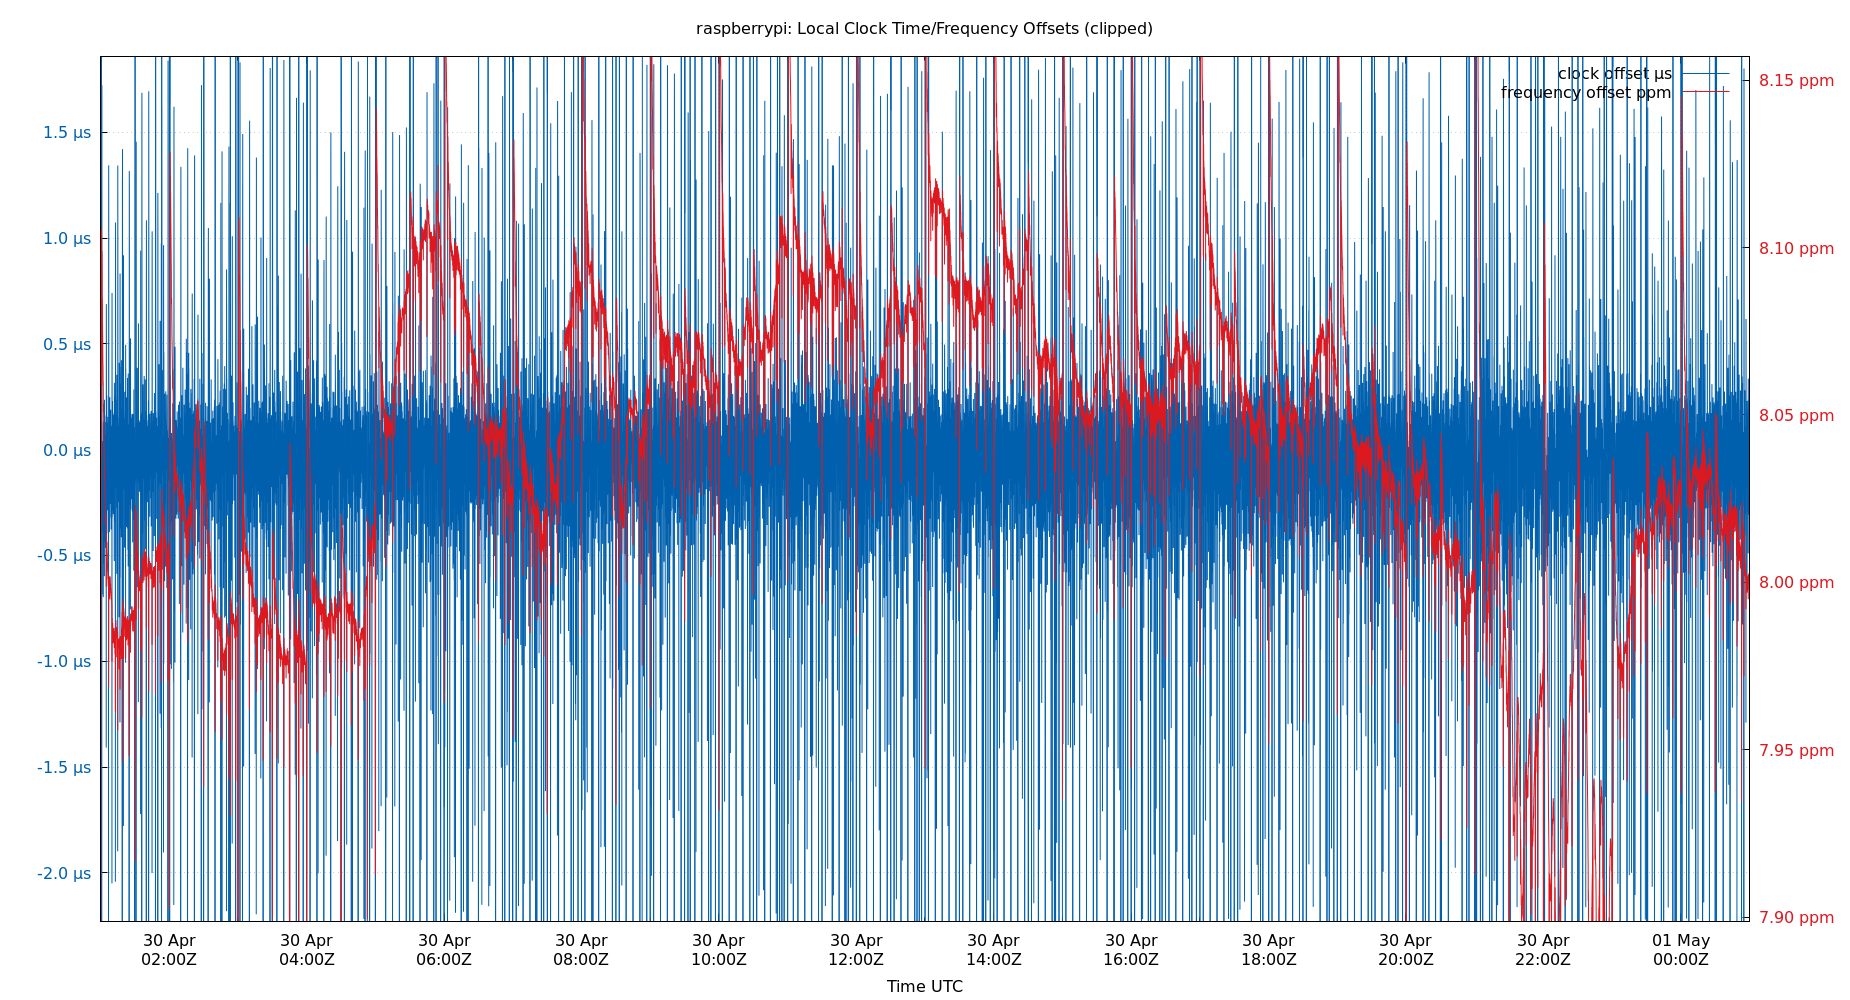 raspberrypi: Local Clock Time/Frequency Offsets (clipped)
clock offset µs
frequency offset ppm
1.5 µs
1.0 µs
0.5 µs
0.0 µs
-0.5 µs
-1.0 µs
-1.5 µs
-2.0 µs
8.15 ppm
8.10 ppm
8.05 ppm
8.00 ppm
7.95 ppm
7.90 ppm
30 Apr 30 Apr 30 Apr 30 Apr 30 Apr 30 Apr 30 Apr 30 Apr 30 Apr 30 Apr 30 Apr 01 May
02:00Z 04:00Z 06:00Z 08:00Z 10:00Z 12:00Z 14:00Z 16:00Z 18:00Z 20:00Z 22:00Z 00:00Z
Time UTC